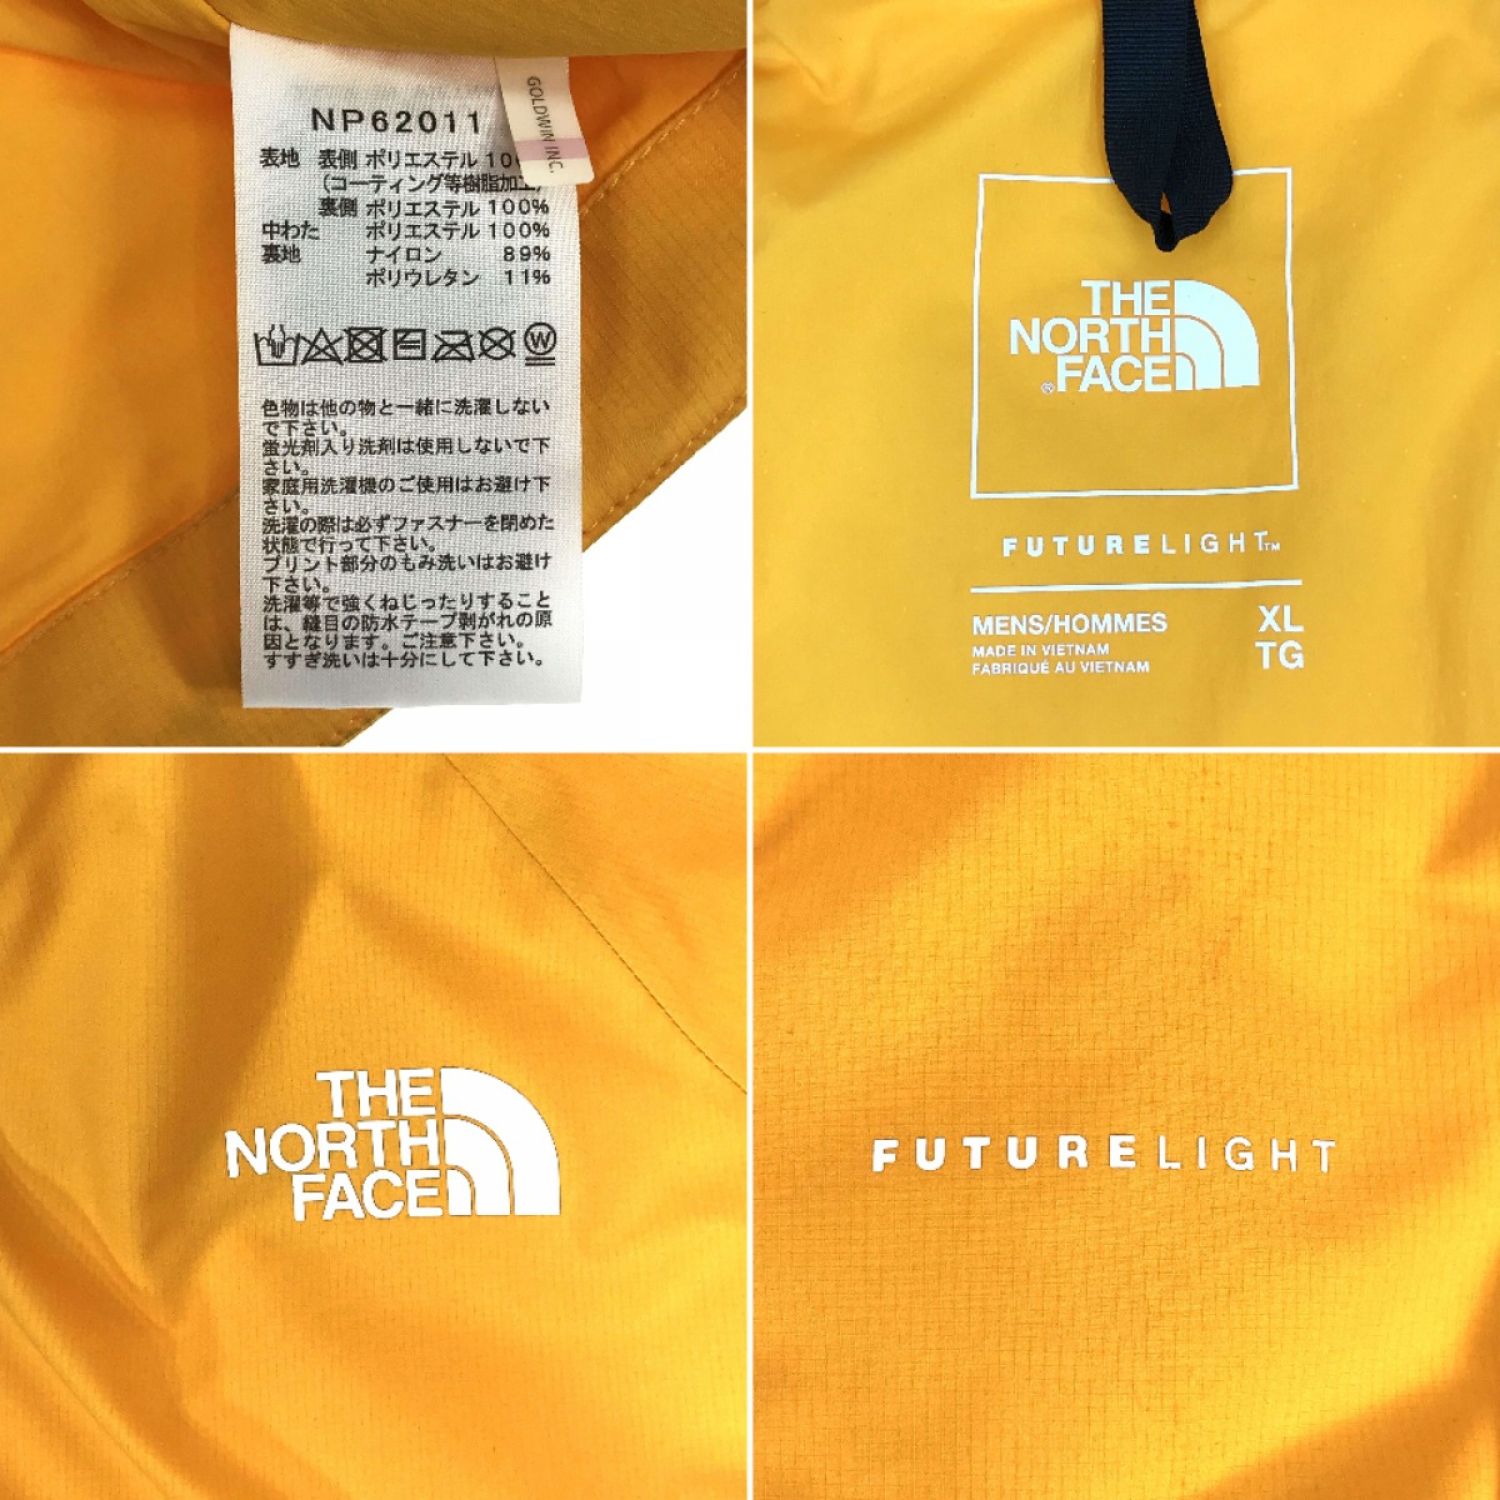 NP62011
GOLDWIN INC.
表地 表側 ポリエステル
(コーティング等樹脂加工)
裏側 ポリエステル 100%
中わた ポリエステル 100%
裏地 ナイロン 89%
ポリウレタン 11%
W
色物は他の物と一緒に洗濯しない
で下さい。
蛍光剤入り洗剤は使用しないで下
さい。
家庭用洗濯機のご使用はお避け下
さい。
洗濯の際は必ずファスナーを閉めた
状態で行って下さい。
プリント部分のもみ洗いはお避け
下さい。
洗濯等で強くねじったりすること
は、縫目の防水テープ剥がれの原
因となります。ご注意下さい。
すすぎ洗いは十分にして下さい。
THE
NORTH
®FACE
FUTURELIGHT™
MENS/HOMMES XL
MADE IN VIETNAM TG
FABRIQUÉ AU VIETNAM
THE
NORTH
FACE
FUTURELIGHT